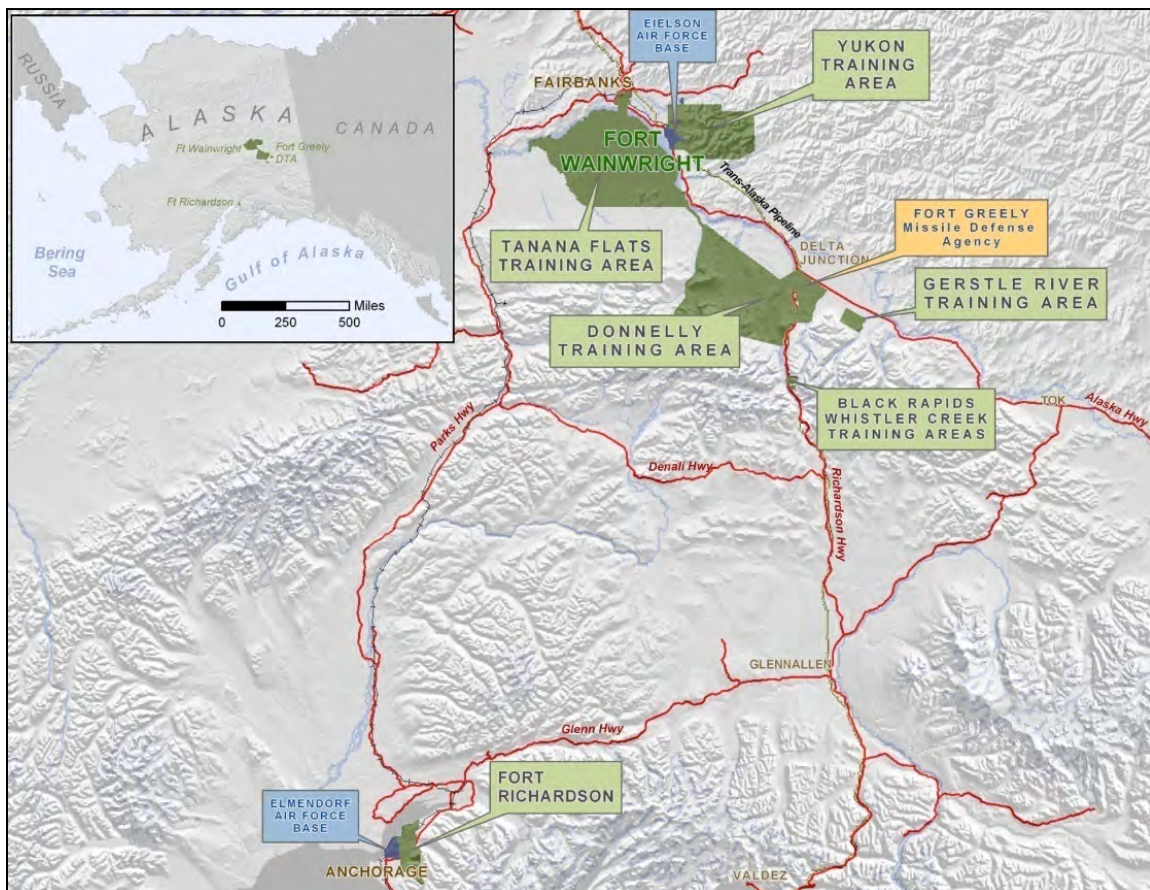 RUSSIA
ALASKA
CANADA
Ft Wainwright
Fort Greely
DTA
Ft Richardson
Bering
Sea
Gulf of Alaska
Miles
0 250 500
EIELSON
AIR FORCE
BASE
YUKON
TRAINING
AREA
FAIRBANKS
FORT
WAINWRIGHT
Trans-Alaska Pipeline
TANANA FLATS
TRAINING AREA
DELTA
JUNCTION
FORT GREELY
Missile Defense
Agency
GERSTLE RIVER
TRAINING AREA
DONNELLY
TRAINING AREA
BLACK RAPIDS
WHISTLER CREEK
TRAINING AREAS
TOK
Alaska Hwy
Parks Hwy
Denali Hwy
Richardson Hwy
GLENNALLEN
Glenn Hwy
FORT
RICHARDSON
ELMENDORF
AIR FORCE
BASE
ANCHORAGE
VALDEZ